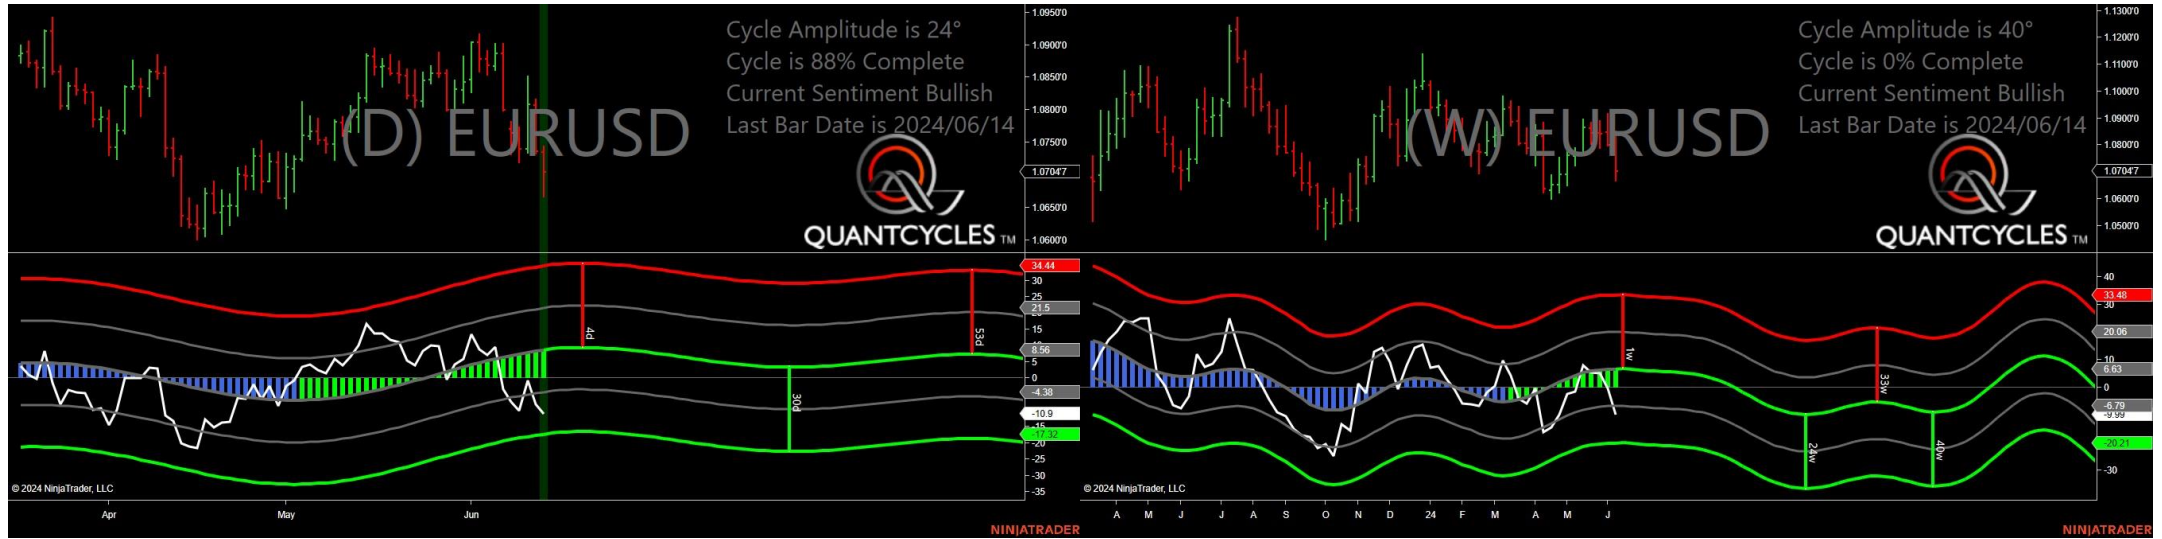 Cycle Amplitude is 24°
Cycle is 88% Complete
Current Sentiment Bullish
Last Bar Date is 2024/06/14
(D) EURUSD
QUANTCYCLES TM
1.0950'0
1.0900'0
1.0850'0
1.0800'0
1.0750'0
1.0704'7
1.0650'0
1.0600'0
34.44
30
25
21.5
15
8.56
5
0
-4.38
-10.9
-15
-17.32
-20
-25
-30
-35
4d
30d
53d
© 2024 NinjaTrader, LLC
Apr May Jun
NINJATRADER
Cycle Amplitude is 40°
Cycle is 0% Complete
Current Sentiment Bullish
Last Bar Date is 2024/06/14
(W) EURUSD
QUANTCYCLES TM
1.1300'0
1.1200'0
1.1100'0
1.1000'0
1.0900'0
1.0800'0
1.0704'7
1.0600'0
1.0500'0
40
33.48
30
20.06
10
6.63
0
-6.79
-9.99
-20.21
-30
1w
24w
33w
40w
© 2024 NinjaTrader, LLC
A M J J A S O N D 24 F M A M J
NINJATRADER